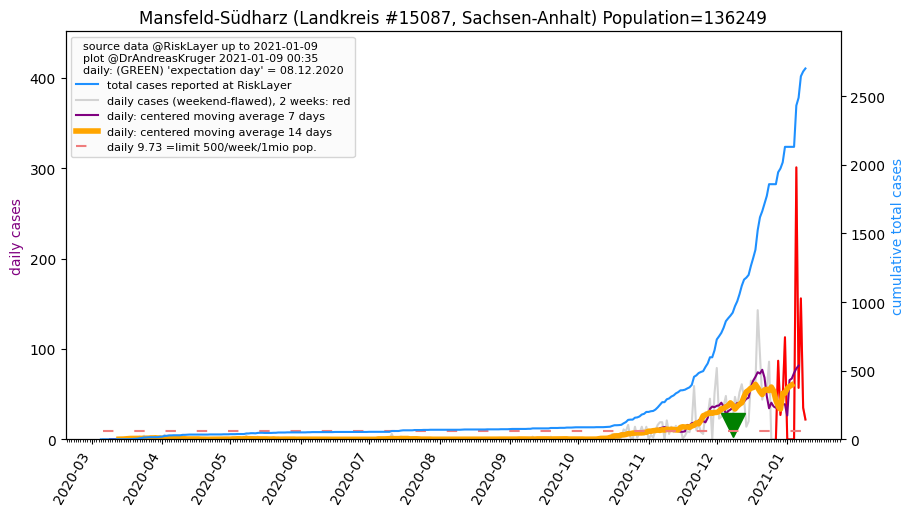 Mansfeld-Südharz (Landkreis #15087, Sachsen-Anhalt) Population=136249
source data @RiskLayer up to 2021-01-09
plot @DrAndreasKruger 2021-01-09 00:35
daily: (GREEN) 'expectation day' = 08.12.2020
total cases reported at RiskLayer
daily cases (weekend-flawed), 2 weeks: red
daily: centered moving average 7 days
daily: centered moving average 14 days
daily 9.73 =limit 500/week/1mio pop.
daily cases
400
300
200
100
0
cumulative total cases
2500
2000
1500
1000
500
0
2020-03
2020-04
2020-05
2020-06
2020-07
2020-08
2020-09
2020-10
2020-11
2020-12
2021-01